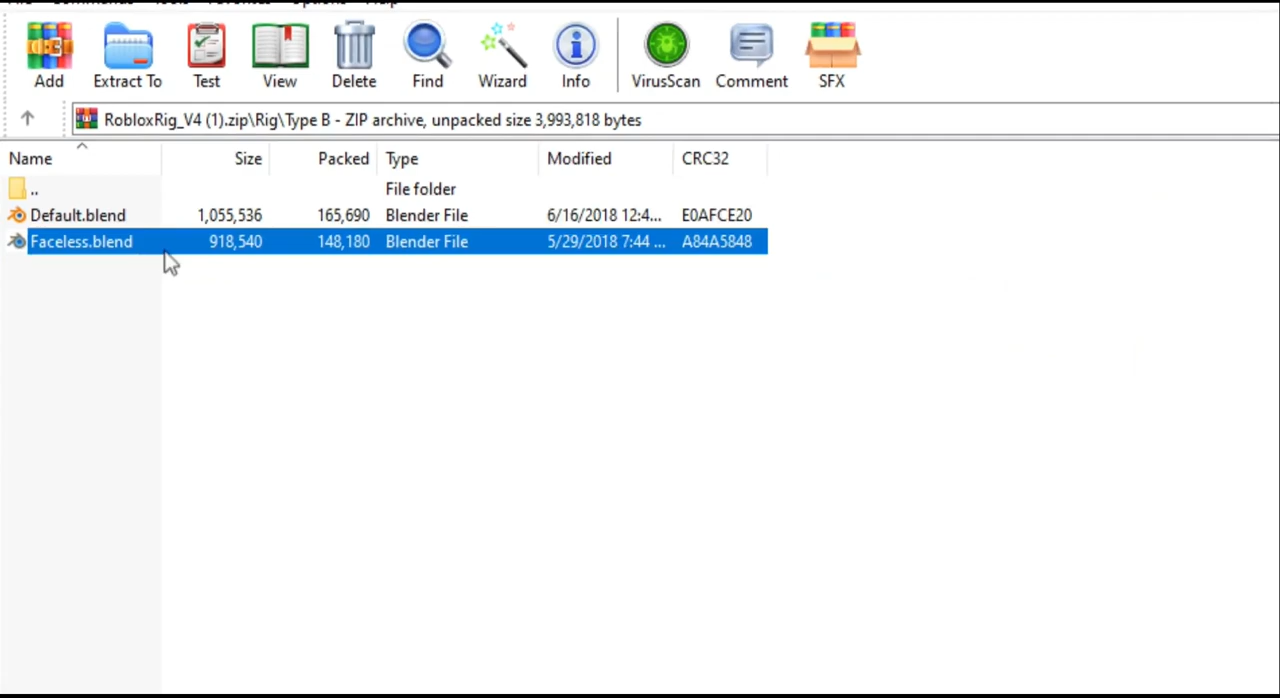 Add Extract To Test View Delete Find Wizard Info VirusScan Comment SFX
RobloxRig_V4 (1).zip\Rig\Type B - ZIP archive, unpacked size 3,993,818 bytes
Name Size Packed Type Modified CRC32
.. File folder
Default.blend 1,055,536 165,690 Blender File 6/16/2018 12:4... E0AFCE20
Faceless.blend 918,540 148,180 Blender File 5/29/2018 7:44 ... A84A5848